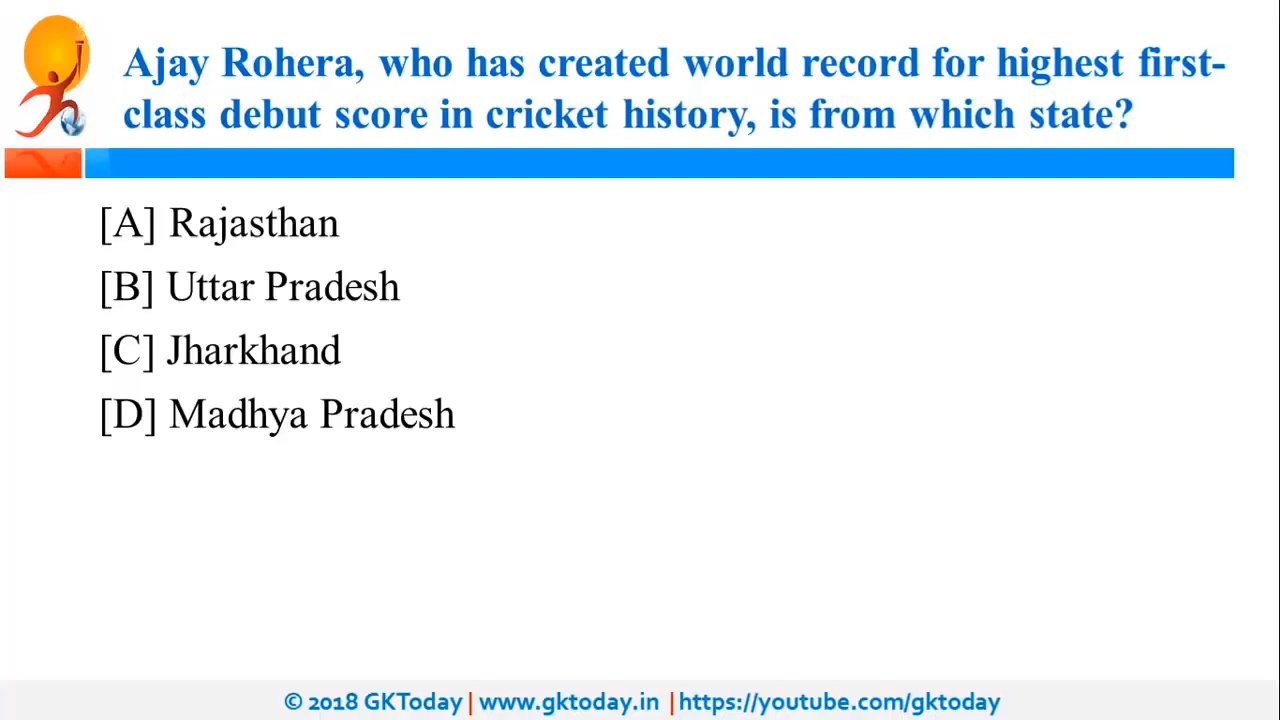 Ajay Rohera, who has created world record for highest first-
class debut score in cricket history, is from which state?
[A] Rajasthan
[B] Uttar Pradesh
[C] Jharkhand
[D] Madhya Pradesh
© 2018 GKToday | www.gktoday.in | https://youtube.com/gktoday